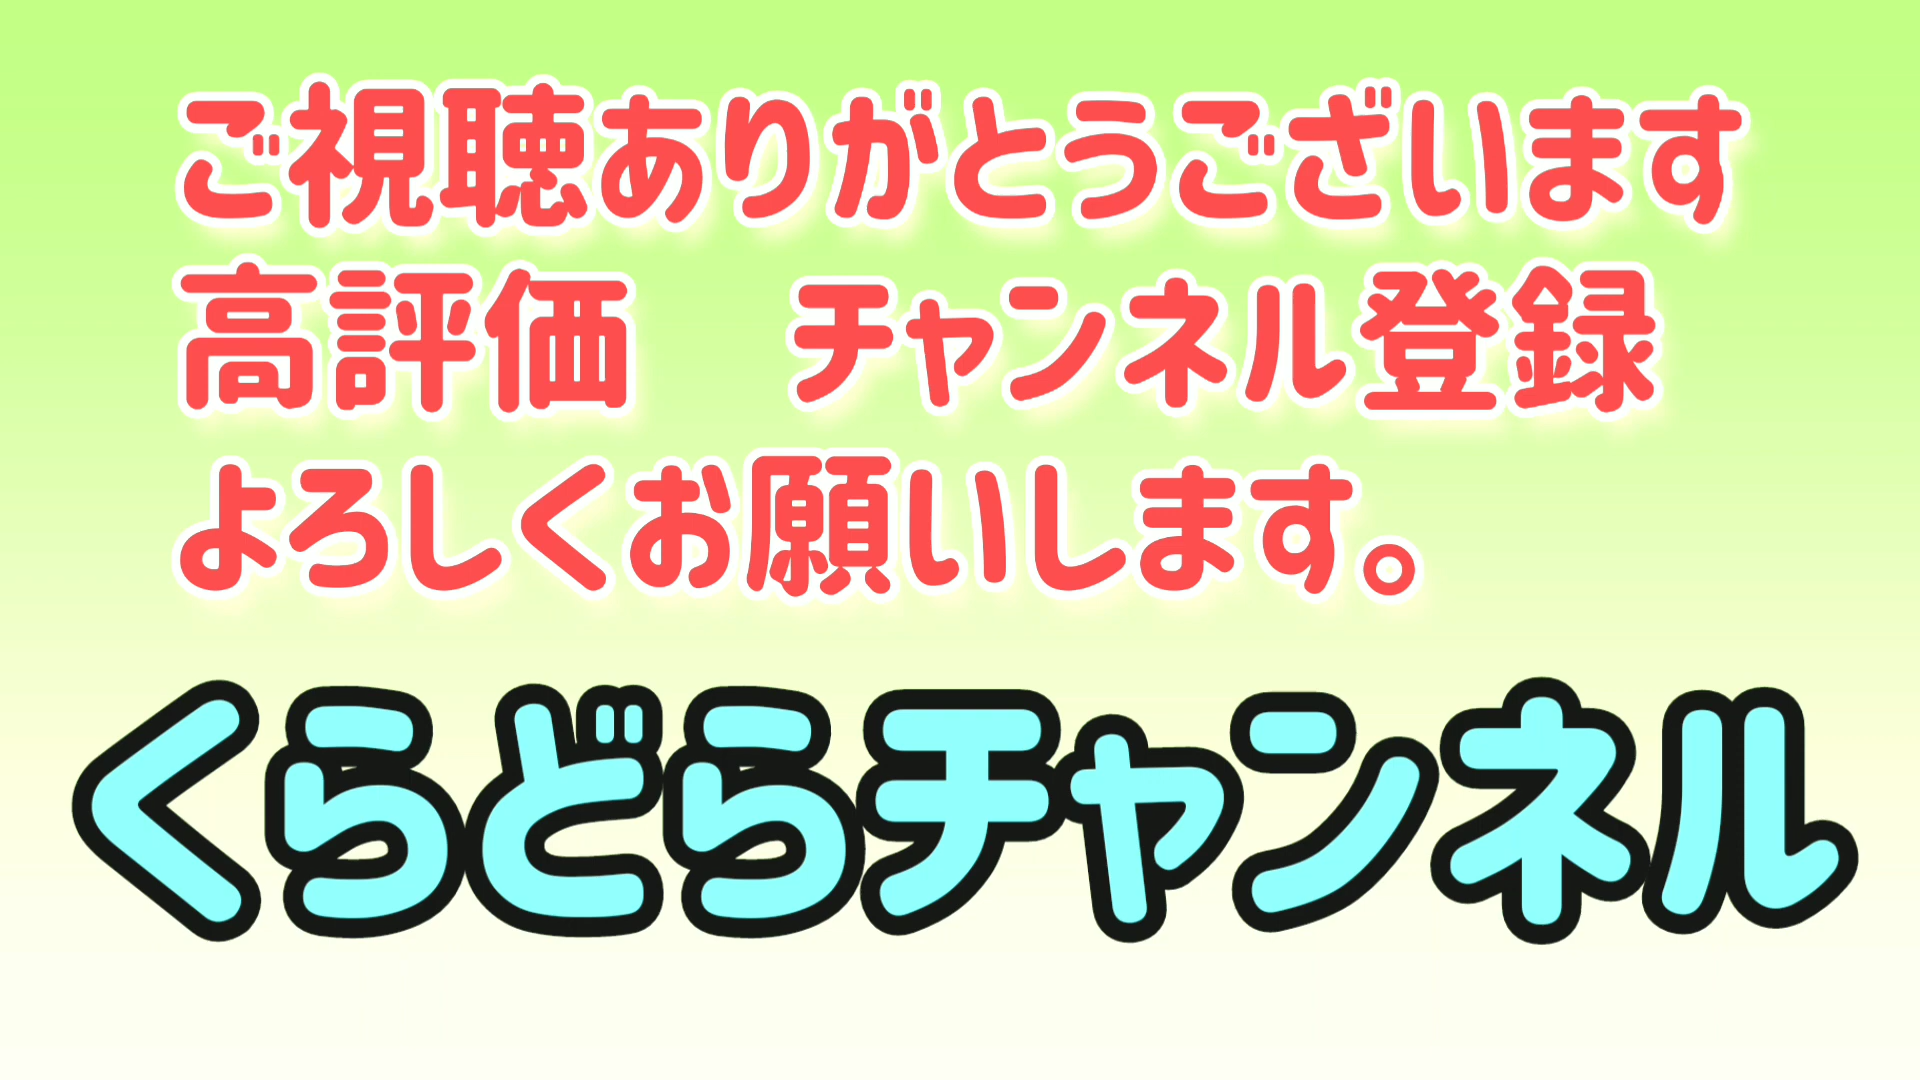 ご視聴ありがとうございます
高評価　チャンネル登録
よろしくお願いします。
くらどらチャンネル